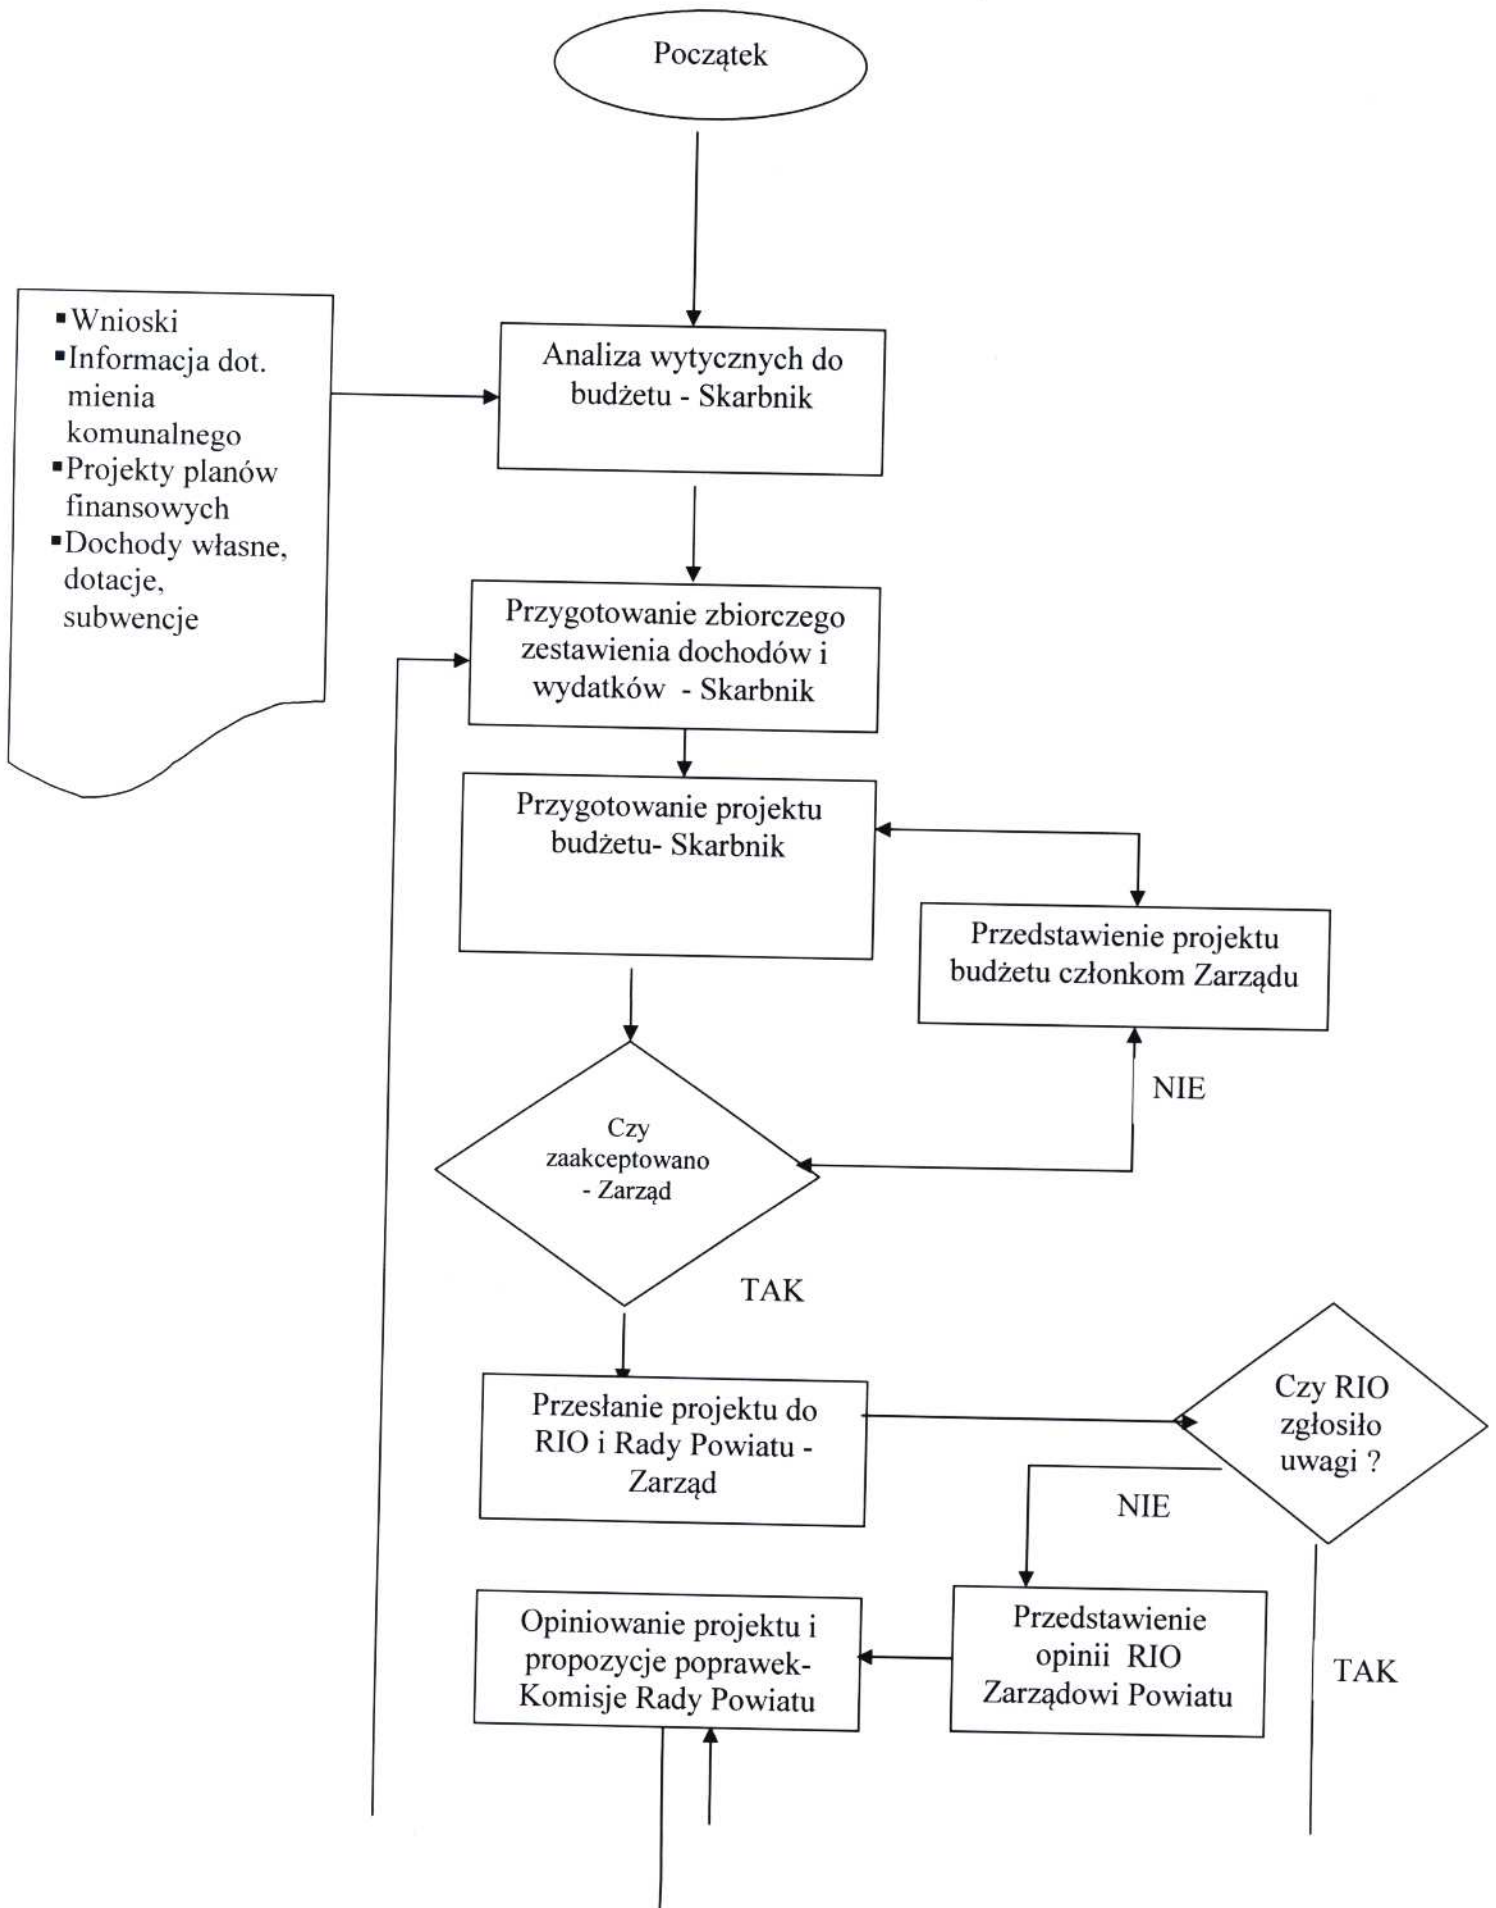 Początek
▪Wnioski
▪Informacja dot.
mienia
komunalnego
▪Projekty planów
finansowych
▪Dochody własne,
dotacje,
subwencje
Analiza wytycznych do
budżetu - Skarbnik
Przygotowanie zbiorczego
zestawienia dochodów i
wydatków - Skarbnik
Przygotowanie projektu
budżetu- Skarbnik
Przedstawienie projektu
budżetu członkom Zarządu
NIE
Czy
zaakceptowano
- Zarząd
TAK
Przesłanie projektu do
RIO i Rady Powiatu -
Zarząd
Czy RIO
zgłosiło
uwagi ?
NIE
Opiniowanie projektu i
propozycje poprawek-
Komisje Rady Powiatu
Przedstawienie
opinii RIO
Zarządowi Powiatu
TAK